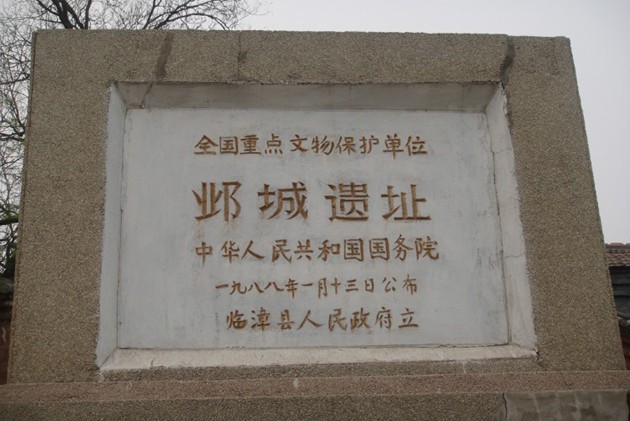 全国重点文物保护单位
邺城遗址
中华人民共和国国务院
一九八八年一月十三日公布
临漳县人民政府立